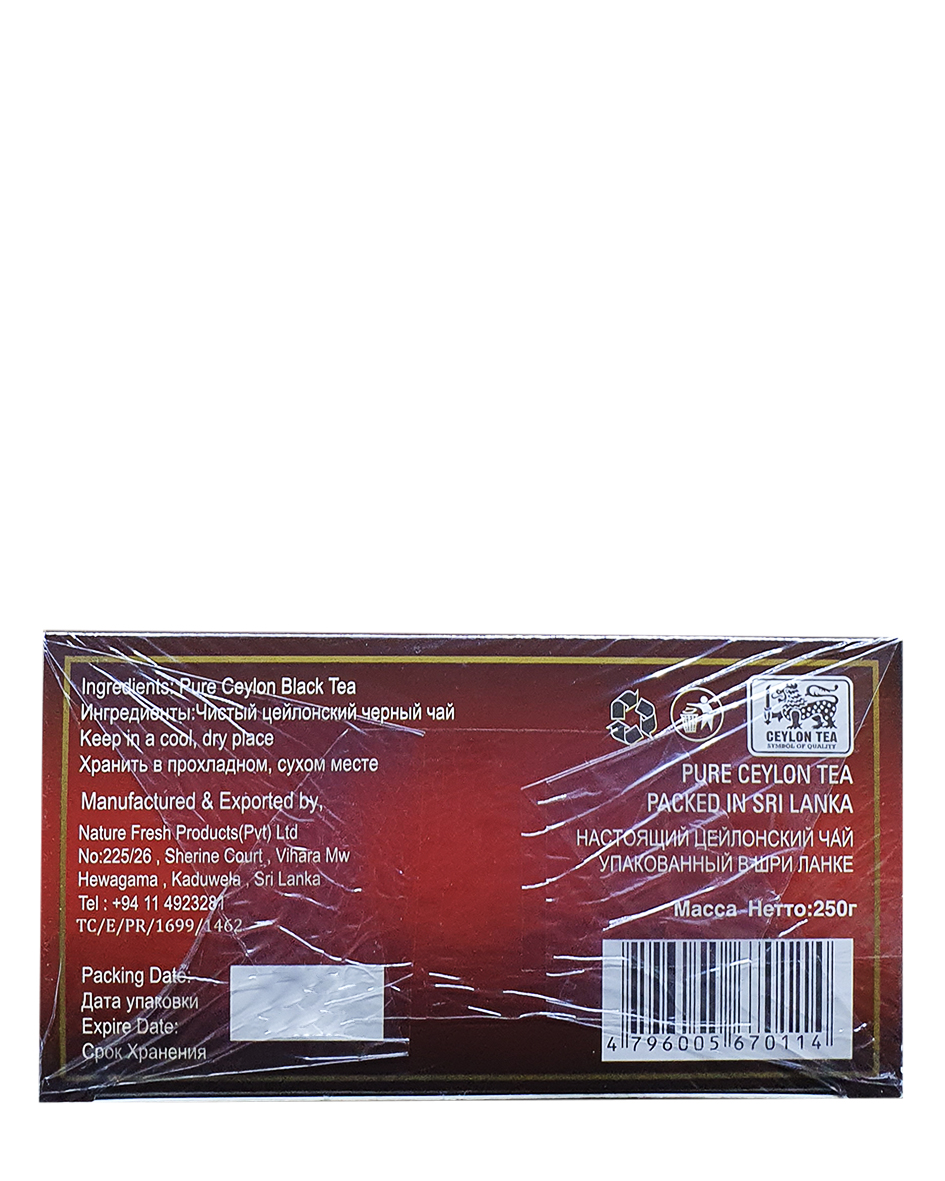 Ingredients: Pure Ceylon Black Tea
Ингредиенты:Чистый цейлонский черный чай
Keep in a cool, dry place
Хранить в прохладном, сухом месте
Manufactured & Exported by,
Nature Fresh Products(Pvt) Ltd
No:225/26 , Sherine Court , Vihara Mw
Hewagama , Kaduwela , Sri Lanka
Tel : +94 11 4923281
TC/E/PR/1699/1462
Packing Date:
Дата упаковки
Expire Date:
Срок Хранения
CEYLON TEA
SYMBOL OF QUALITY
PURE CEYLON TEA
PACKED IN SRI LANKA
НАСТОЯЩИЙ ЦЕЙЛОНСКИЙ ЧАЙ
УПАКОВАННЫЙ В ШРИ ЛАНКЕ
Масса Нетто:250г
4 796005 670114